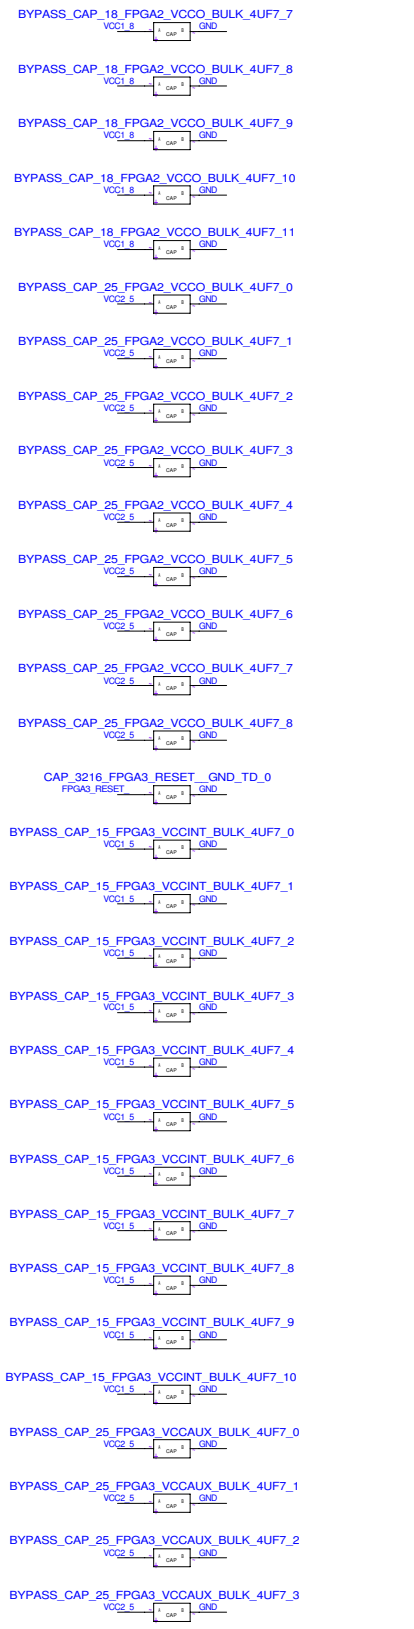 BYPASS_CAP_18_FPGA2_VCCO_BULK_4UF7_7
VCC1_8 GND
A B
CAP
BYPASS_CAP_18_FPGA2_VCCO_BULK_4UF7_8
VCC1_8 GND
A B
CAP
BYPASS_CAP_18_FPGA2_VCCO_BULK_4UF7_9
VCC1_8 GND
A B
CAP
BYPASS_CAP_18_FPGA2_VCCO_BULK_4UF7_10
VCC1_8 GND
A B
CAP
BYPASS_CAP_18_FPGA2_VCCO_BULK_4UF7_11
VCC1_8 GND
A B
CAP
BYPASS_CAP_25_FPGA2_VCCO_BULK_4UF7_0
VCC2_5 GND
A B
CAP
BYPASS_CAP_25_FPGA2_VCCO_BULK_4UF7_1
VCC2_5 GND
A B
CAP
BYPASS_CAP_25_FPGA2_VCCO_BULK_4UF7_2
VCC2_5 GND
A B
CAP
BYPASS_CAP_25_FPGA2_VCCO_BULK_4UF7_3
VCC2_5 GND
A B
CAP
BYPASS_CAP_25_FPGA2_VCCO_BULK_4UF7_4
VCC2_5 GND
A B
CAP
BYPASS_CAP_25_FPGA2_VCCO_BULK_4UF7_5
VCC2_5 GND
A B
CAP
BYPASS_CAP_25_FPGA2_VCCO_BULK_4UF7_6
VCC2_5 GND
A B
CAP
BYPASS_CAP_25_FPGA2_VCCO_BULK_4UF7_7
VCC2_5 GND
A B
CAP
BYPASS_CAP_25_FPGA2_VCCO_BULK_4UF7_8
VCC2_5 GND
A B
CAP
CAP_3216_FPGA3_RESET__GND_TD_0
FPGA3_RESET_ GND
A B
CAP
BYPASS_CAP_15_FPGA3_VCCINT_BULK_4UF7_0
VCC1_5 GND
A B
CAP
BYPASS_CAP_15_FPGA3_VCCINT_BULK_4UF7_1
VCC1_5 GND
A B
CAP
BYPASS_CAP_15_FPGA3_VCCINT_BULK_4UF7_2
VCC1_5 GND
A B
CAP
BYPASS_CAP_15_FPGA3_VCCINT_BULK_4UF7_3
VCC1_5 GND
A B
CAP
BYPASS_CAP_15_FPGA3_VCCINT_BULK_4UF7_4
VCC1_5 GND
A B
CAP
BYPASS_CAP_15_FPGA3_VCCINT_BULK_4UF7_5
VCC1_5 GND
A B
CAP
BYPASS_CAP_15_FPGA3_VCCINT_BULK_4UF7_6
VCC1_5 GND
A B
CAP
BYPASS_CAP_15_FPGA3_VCCINT_BULK_4UF7_7
VCC1_5 GND
A B
CAP
BYPASS_CAP_15_FPGA3_VCCINT_BULK_4UF7_8
VCC1_5 GND
A B
CAP
BYPASS_CAP_15_FPGA3_VCCINT_BULK_4UF7_9
VCC1_5 GND
A B
CAP
BYPASS_CAP_15_FPGA3_VCCINT_BULK_4UF7_10
VCC1_5 GND
A B
CAP
BYPASS_CAP_25_FPGA3_VCCAUX_BULK_4UF7_0
VCC2_5 GND
A B
CAP
BYPASS_CAP_25_FPGA3_VCCAUX_BULK_4UF7_1
VCC2_5 GND
A B
CAP
BYPASS_CAP_25_FPGA3_VCCAUX_BULK_4UF7_2
VCC2_5 GND
A B
CAP
BYPASS_CAP_25_FPGA3_VCCAUX_BULK_4UF7_3
VCC2_5 GND
A B
CAP